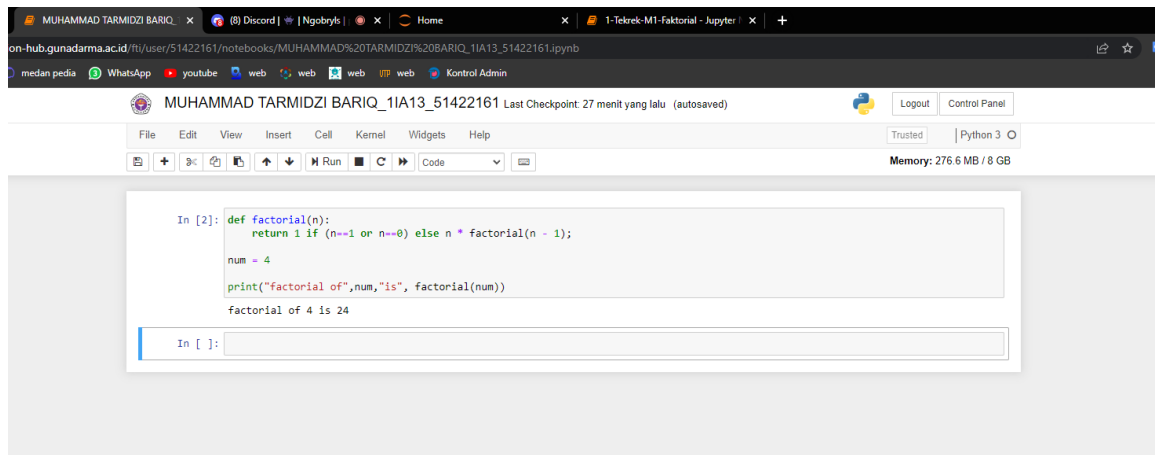 MUHAMMAD TARMIDZI BARIQ_1 (8) Discord | | Ngobryls | Home 1-Tekrek-M1-Faktorial - Jupyter
on-hub.gunadarma.ac.id/fti/user/51422161/notebooks/MUHAMMAD%20TARMIDZI%20BARIQ_1IA13_51422161.ipynb
medan pedia WhatsApp youtube web web web web Kontrol Admin
MUHAMMAD TARMIDZI BARIQ_1IA13_51422161 Last Checkpoint: 27 menit yang lalu (autosaved) Logout Control Panel
File Edit View Insert Cell Kernel Widgets Help Trusted Python 3
Run Code Memory: 276.6 MB / 8 GB
In [2]: def factorial(n):
return 1 if (n==1 or n==0) else n * factorial(n - 1);
num = 4
print("factorial of",num,"is", factorial(num))
factorial of 4 is 24
In [ ]: